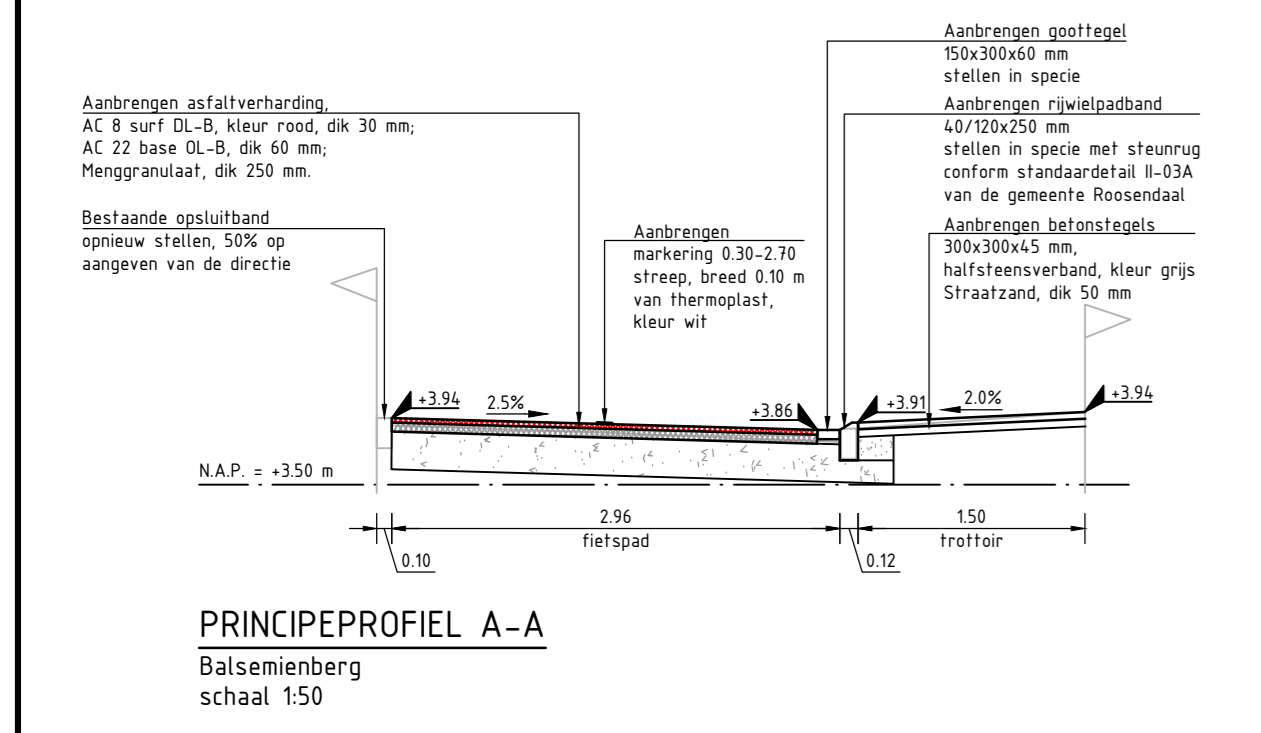 Aanbrengen goottegel
150x300x60 mm
stellen in specie
Aanbrengen asfaltverharding,
AC 8 surf DL-B, kleur rood, dik 30 mm;
AC 22 base OL-B, dik 60 mm;
Menggranulaat, dik 250 mm.
Aanbrengen rijwielpadband
40/120x250 mm
stellen in specie met steunrug
conform standaarddetail II-03A
van de gemeente Roosendaal
Bestaande opsluitband
opnieuw stellen, 50% op
aangeven van de directie
Aanbrengen
markering 0.30-2.70
streep, breed 0.10 m
van thermoplast,
kleur wit
Aanbrengen betonstegels
300x300x45 mm,
halfsteensverband, kleur grijs
Straatzand, dik 50 mm
+3.94
2.5%
+3.86
+3.91
2.0%
+3.94
N.A.P. = +3.50 m
2.96
1.50
fietspad
trottoir
0.10
0.12
PRINCIPEPROFIEL A-A
Balsemienberg
schaal 1:50